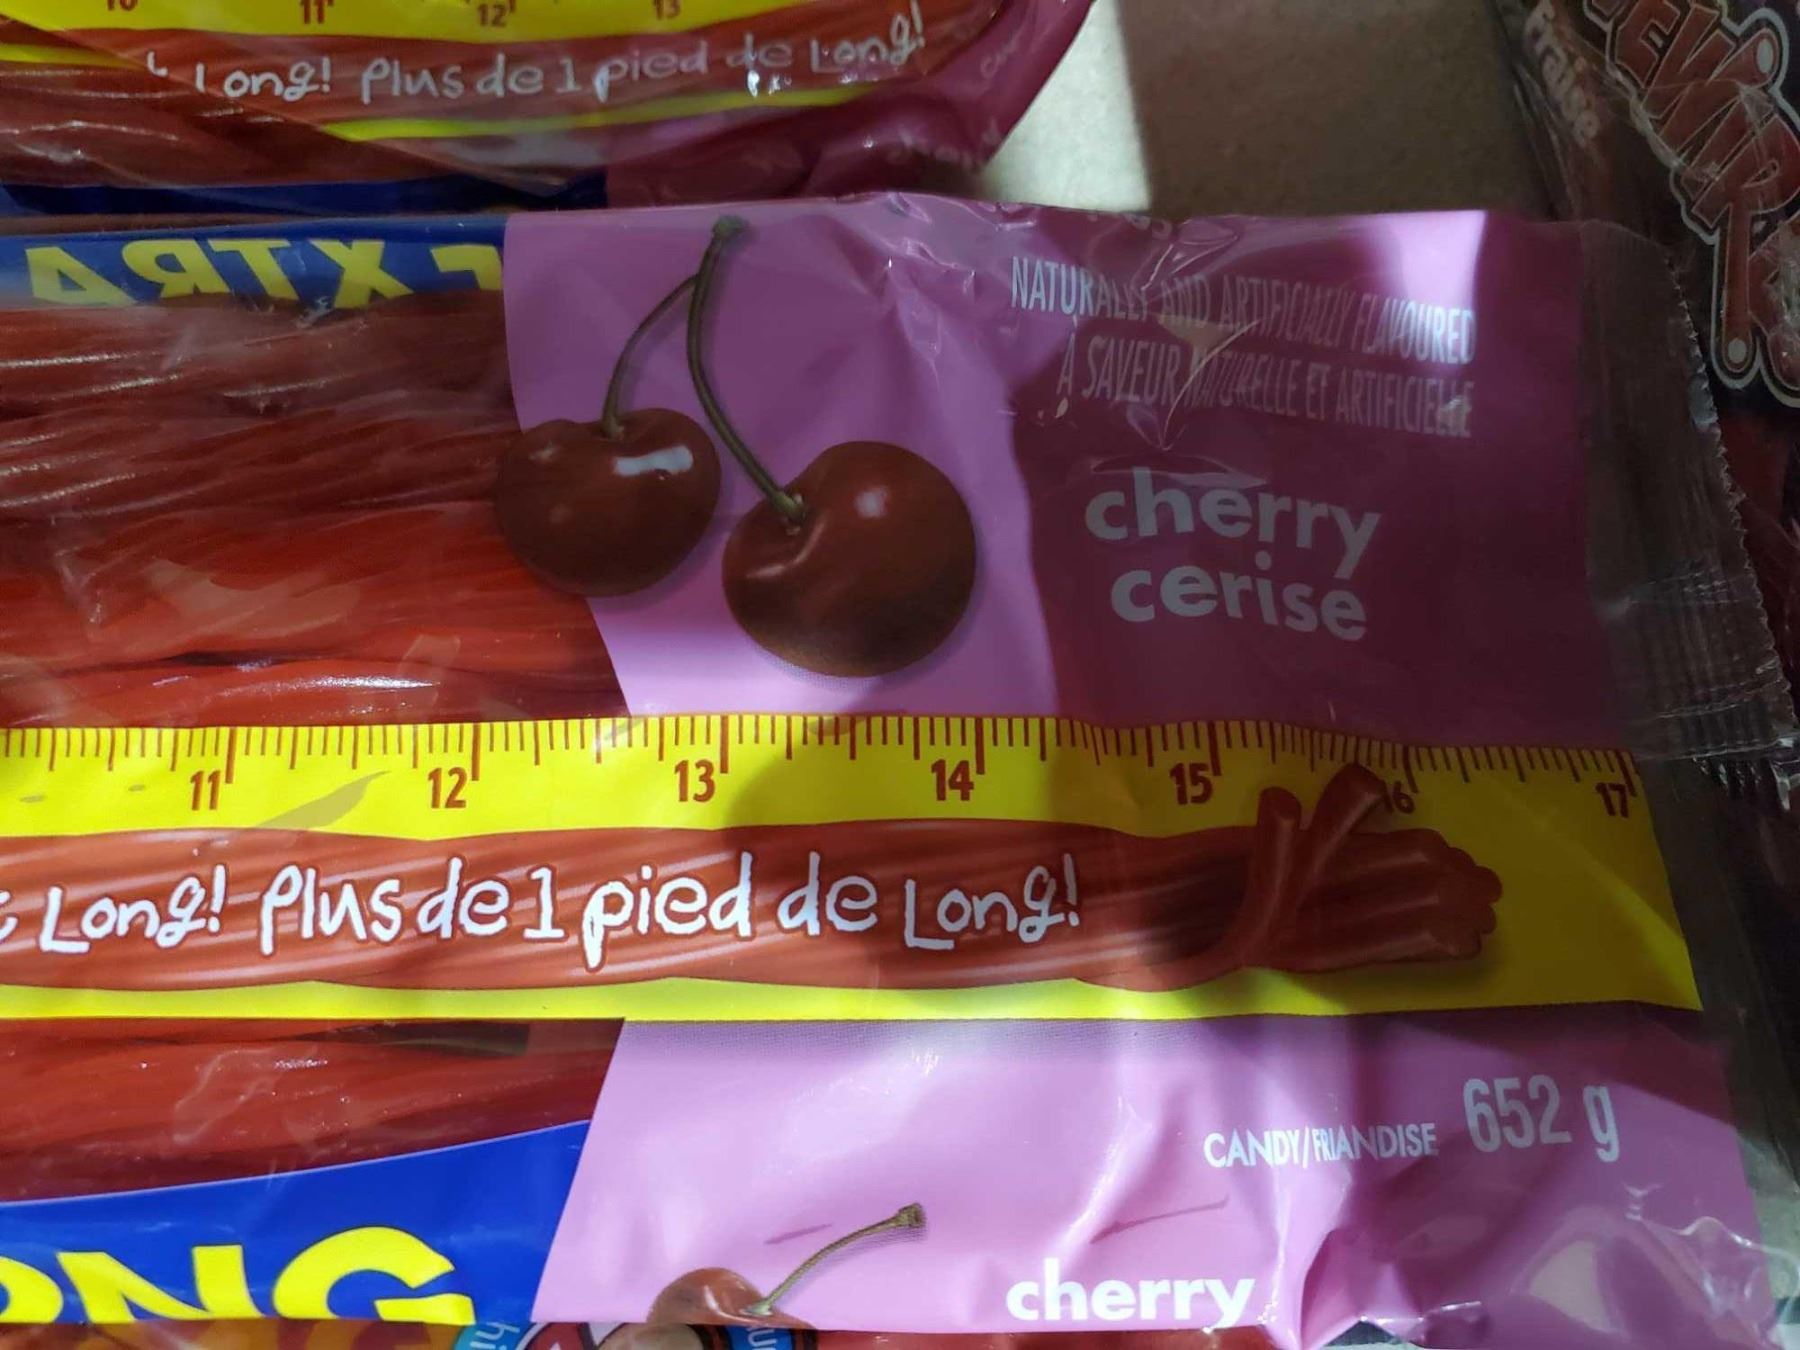 11 12 13
Long! Plus de 1 pied de Long!
Fraise
EXTRA
NATURALLY AND ARTIFICIALLY FLAVOURED
À SAVEUR NATURELLE ET ARTIFICIELLE
cherry
cerise
11 12 13 14 15 16 17
Long! Plus de 1 pied de Long!
CANDY/FRIANDISE 652 g
cherry